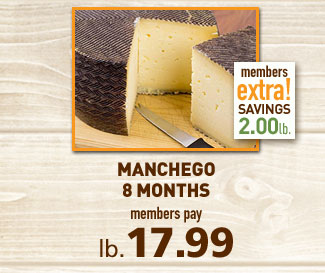 members
extra!
SAVINGS
2.00lb.
MANCHEGO
8 MONTHS
members pay
lb. 17.99